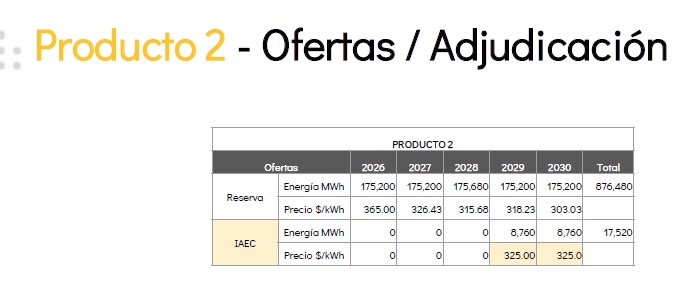 Producto 2 - Ofertas / Adjudicación
PRODUCTO 2
Ofertas 2026 2027 2028 2029 2030 Total
Reserva Energía MWh 175,200 175,200 175,680 175,200 175,200 876,480
Precio $/kWh 365.00 326.43 315.68 318.23 303.03
IAEC Energía MWh 0 0 0 8,760 8,760 17,520
Precio $/kWh 0 0 0 325.00 325.0